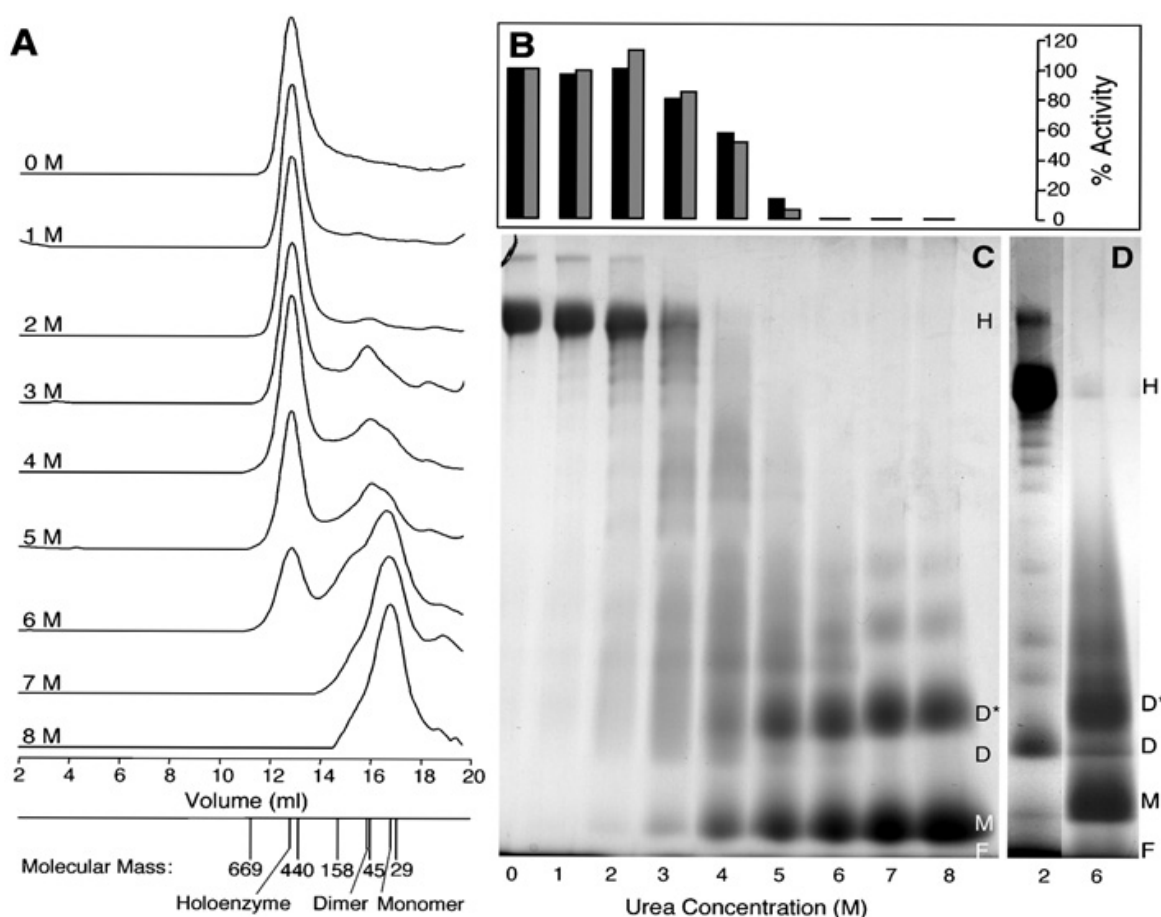 A
0 M
1 M
2 M
3 M
4 M
5 M
6 M
7 M
8 M
2 4 6 8 10 12 14 16 18 20
Volume (ml)
Molecular Mass: 669 440 158 45 29
Holoenzyme Dimer Monomer
B
120
100
80
60
40
20
0
% Activity
C
H
D*
D
M
F
0 1 2 3 4 5 6 7 8
Urea Concentration (M)
D
H
D*
D
M
F
2 6